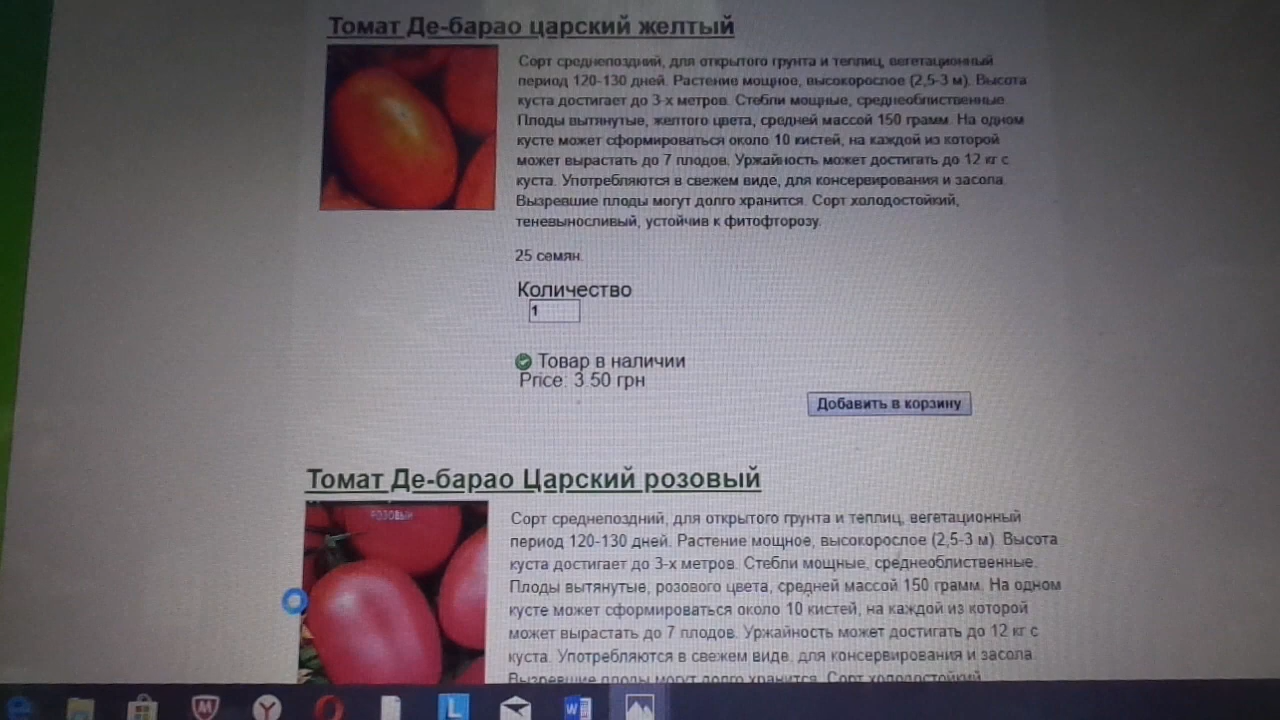 Томат Де-барао царский желтый
Сорт среднепоздний, для открытого грунта и теплиц, вегетационный
период 120-130 дней. Растение мощное, высокорослое (2,5-3 м). Высота
куста достигает до 3-х метров. Стебли мощные, среднеоблиственные.
Плоды вытянутые, желтого цвета, средней массой 150 грамм. На одном
кусте может сформироваться около 10 кистей, на каждой из которой
может вырастать до 7 плодов. Уржайность может достигать до 12 кг с
куста. Употребляются в свежем виде, для консервирования и засола.
Вызревшие плоды могут долго хранится. Сорт холодостойкий,
теневыносливый, устойчив к фитофторозу.
25 семян.
Количество
1
Товар в наличии
Price: 3.50 грн
Добавить в корзину
Томат Де-барао Царский розовый
РОЗОВЫЙ
Сорт среднепоздний, для открытого грунта и теплиц, вегетационный
период 120-130 дней. Растение мощное, высокорослое (2,5-3 м). Высота
куста достигает до 3-х метров. Стебли мощные, среднеоблиственные.
Плоды вытянутые, розового цвета, средней массой 150 грамм. На одном
кусте может сформироваться около 10 кистей, на каждой из которой
может вырастать до 7 плодов. Уржайность может достигать до 12 кг с
куста. Употребляются в свежем виде, для консервирования и засола.
Вызревшие плоды могут долго хранится. Сорт холодостойкий,